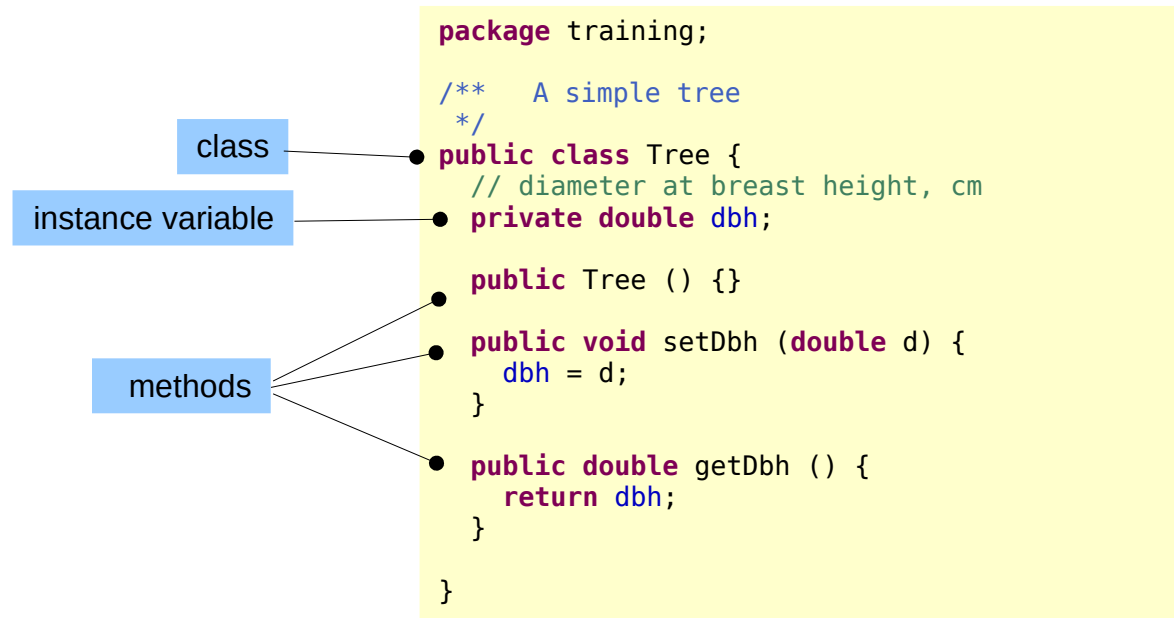 class
instance variable
methods
package training;
/**   A simple tree
 */
public class Tree {
  // diameter at breast height, cm
  private double dbh;
  public Tree () {}
  public void setDbh (double d) {
    dbh = d;
  }
  public double getDbh () {
    return dbh;
  }
}